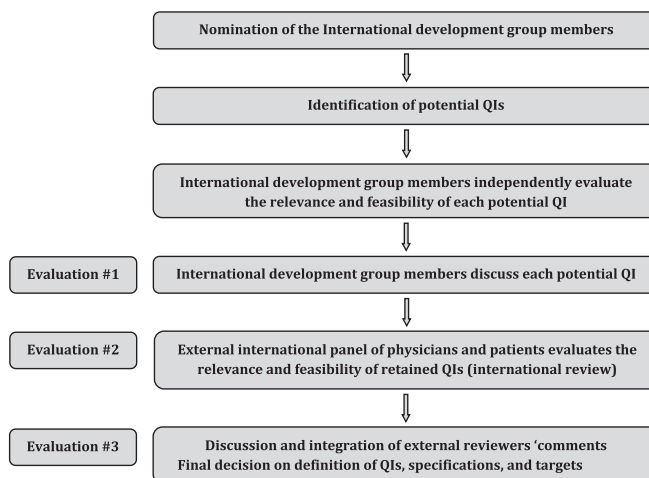 Nomination of the International development group members
Identification of potential QIs
International development group members independently evaluate
the relevance and feasibility of each potential QI
Evaluation #1
International development group members discuss each potential QI
Evaluation #2
External international panel of physicians and patients evaluates the
relevance and feasibility of retained QIs (international review)
Evaluation #3
Discussion and integration of external reviewers ‘comments
Final decision on definition of QIs, specifications, and targets